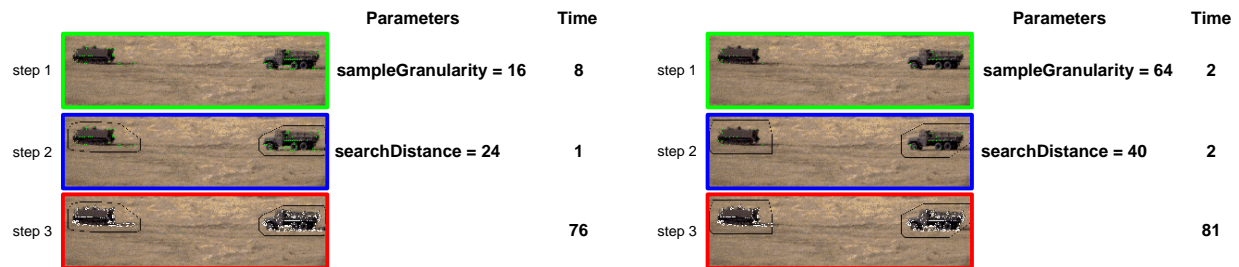 Parameters Time
step 1 sampleGranularity = 16 8
step 2 searchDistance = 24 1
step 3 76
Parameters Time
step 1 sampleGranularity = 64 2
step 2 searchDistance = 40 2
step 3 81